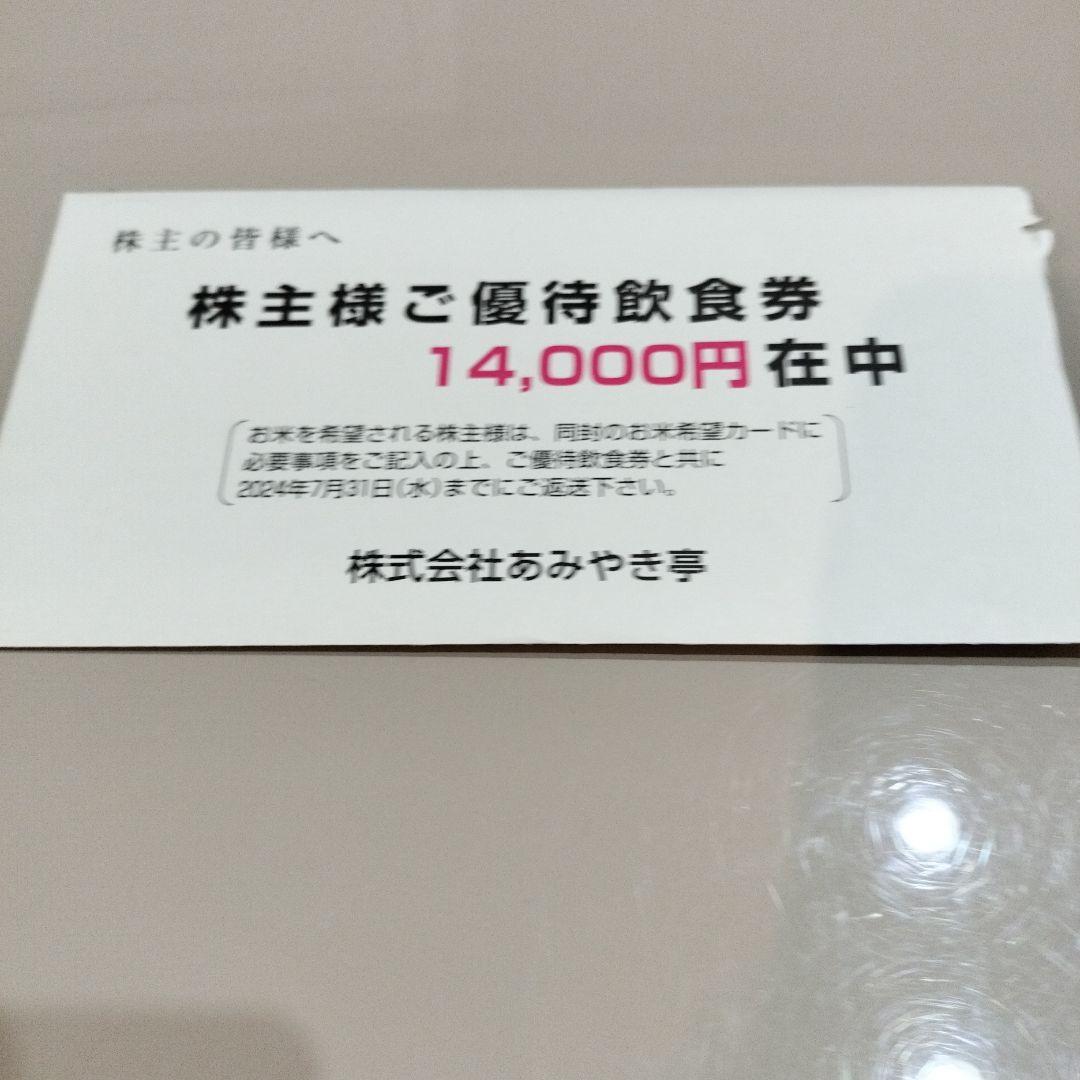 株主の皆様へ
株主様ご優待飲食券
14,000円在中
お米を希望される株主様は、同封のお米希望カードに
必要事項をご記入の上、ご優待飲食券と共に
2024年7月31日(水)までにご返送下さい。
株式会社あみやき亭